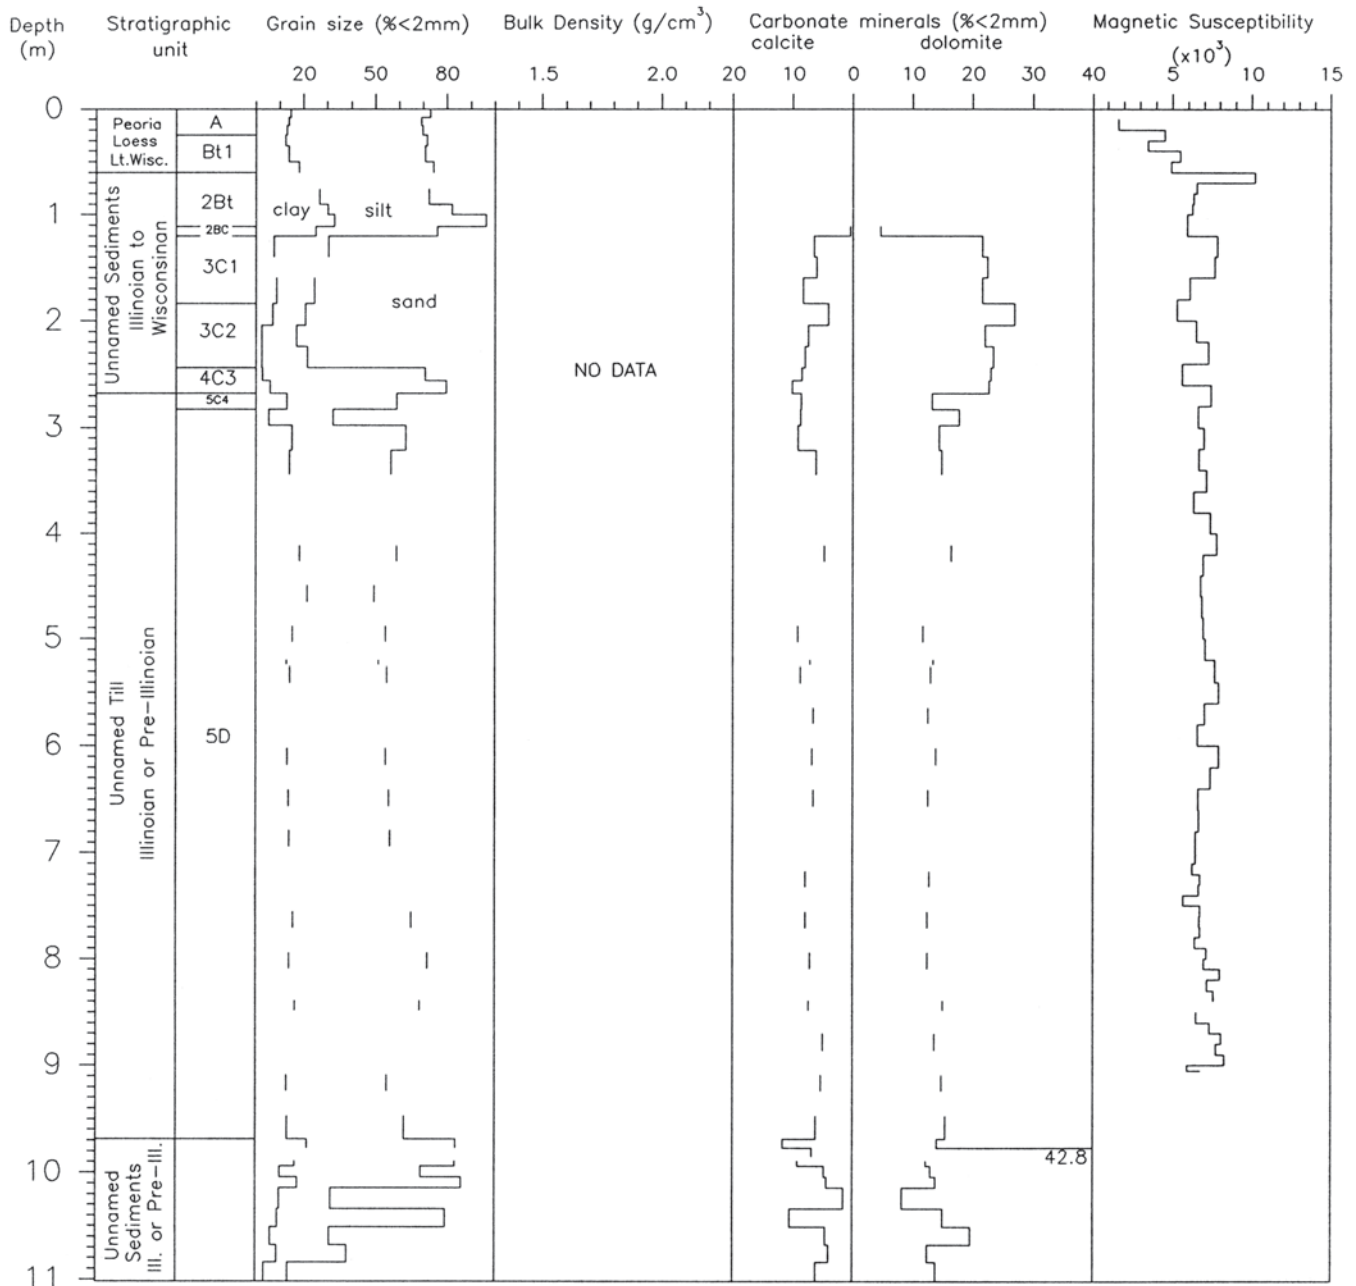 Depth
(m)
Stratigraphic
unit
Grain size (%<2mm)
Bulk Density (g/cm³)
Carbonate minerals (%<2mm)
calcite dolomite
Magnetic Susceptibility
(x10³)
20 50 80 1.5 2.0 20 10 0 10 20 30 40 5 10 15
0
Peoria
Loess
Lt.Wisc.
A
Bt1
Unnamed Sediments
Illinoian to
Wisconsinan
2Bt
clay silt
1
2BC
3C1
sand
2
3C2
NO DATA
4C3
5C4
3
4
5
Unnamed Till
Illinoian or Pre-Illinoian
5D
6
7
8
9
10
42.8
Unnamed
Sediments
Ill. or Pre-Ill.
11